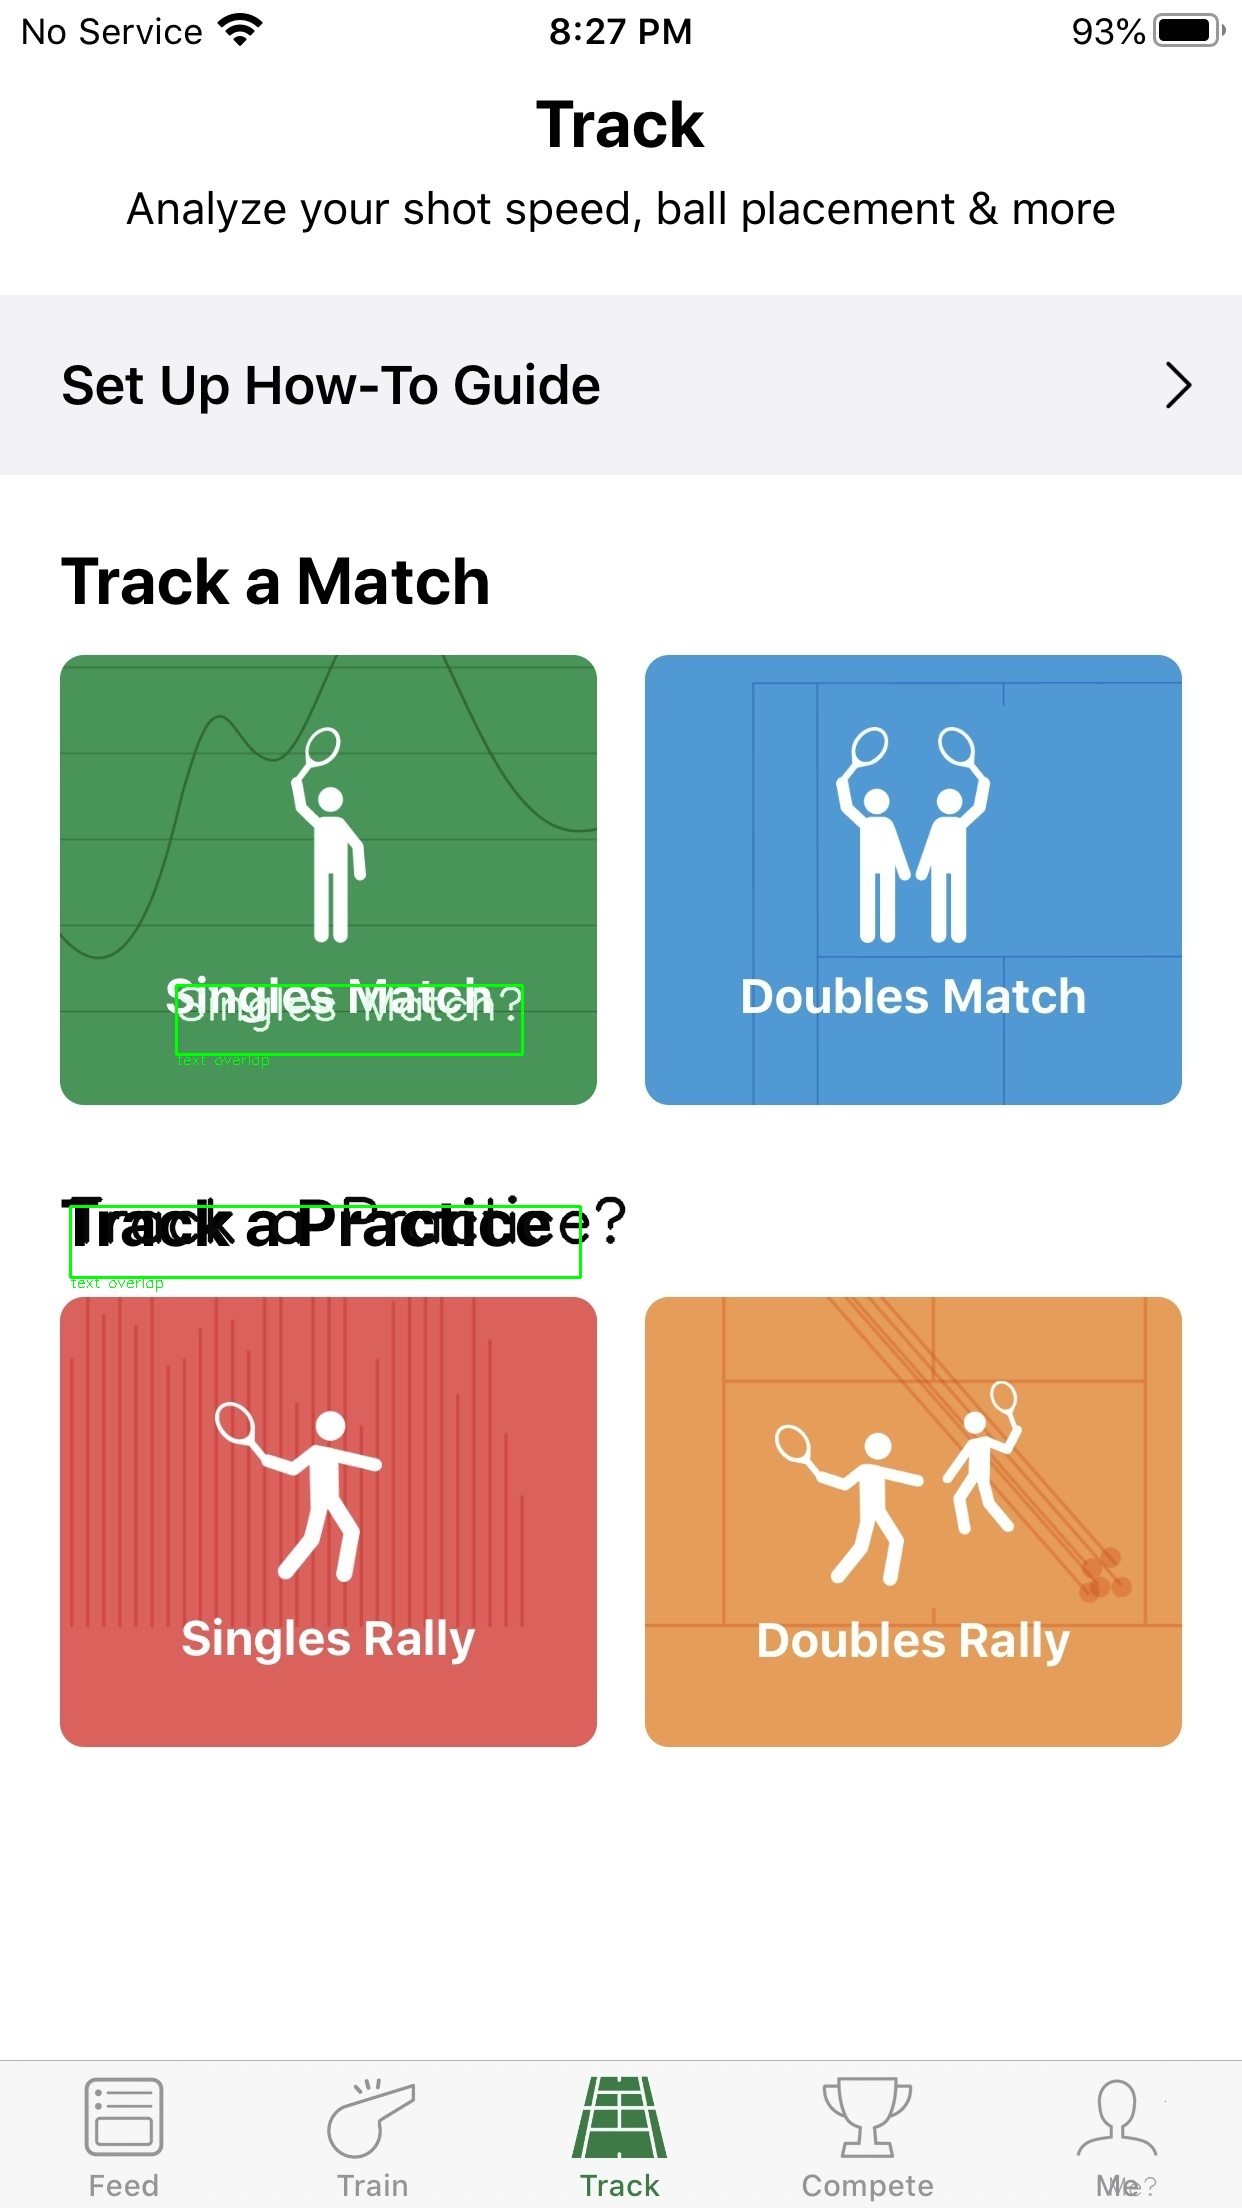 No Service 8:27 PM 93%
Track
Analyze your shot speed, ball placement & more
Set Up How-To Guide
Track a Match
Singles Match
Singles Match?
Doubles Match
text overlap
Track a Practice
Track a Practice?
text overlap
Singles Rally
Doubles Rally
Feed Train Track Compete Me
Me?